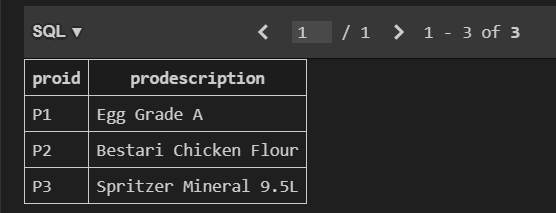 SQL ▼ < 1 / 1 > 1 - 3 of 3
proid prodescription
P1 Egg Grade A
P2 Bestari Chicken Flour
P3 Spritzer Mineral 9.5L